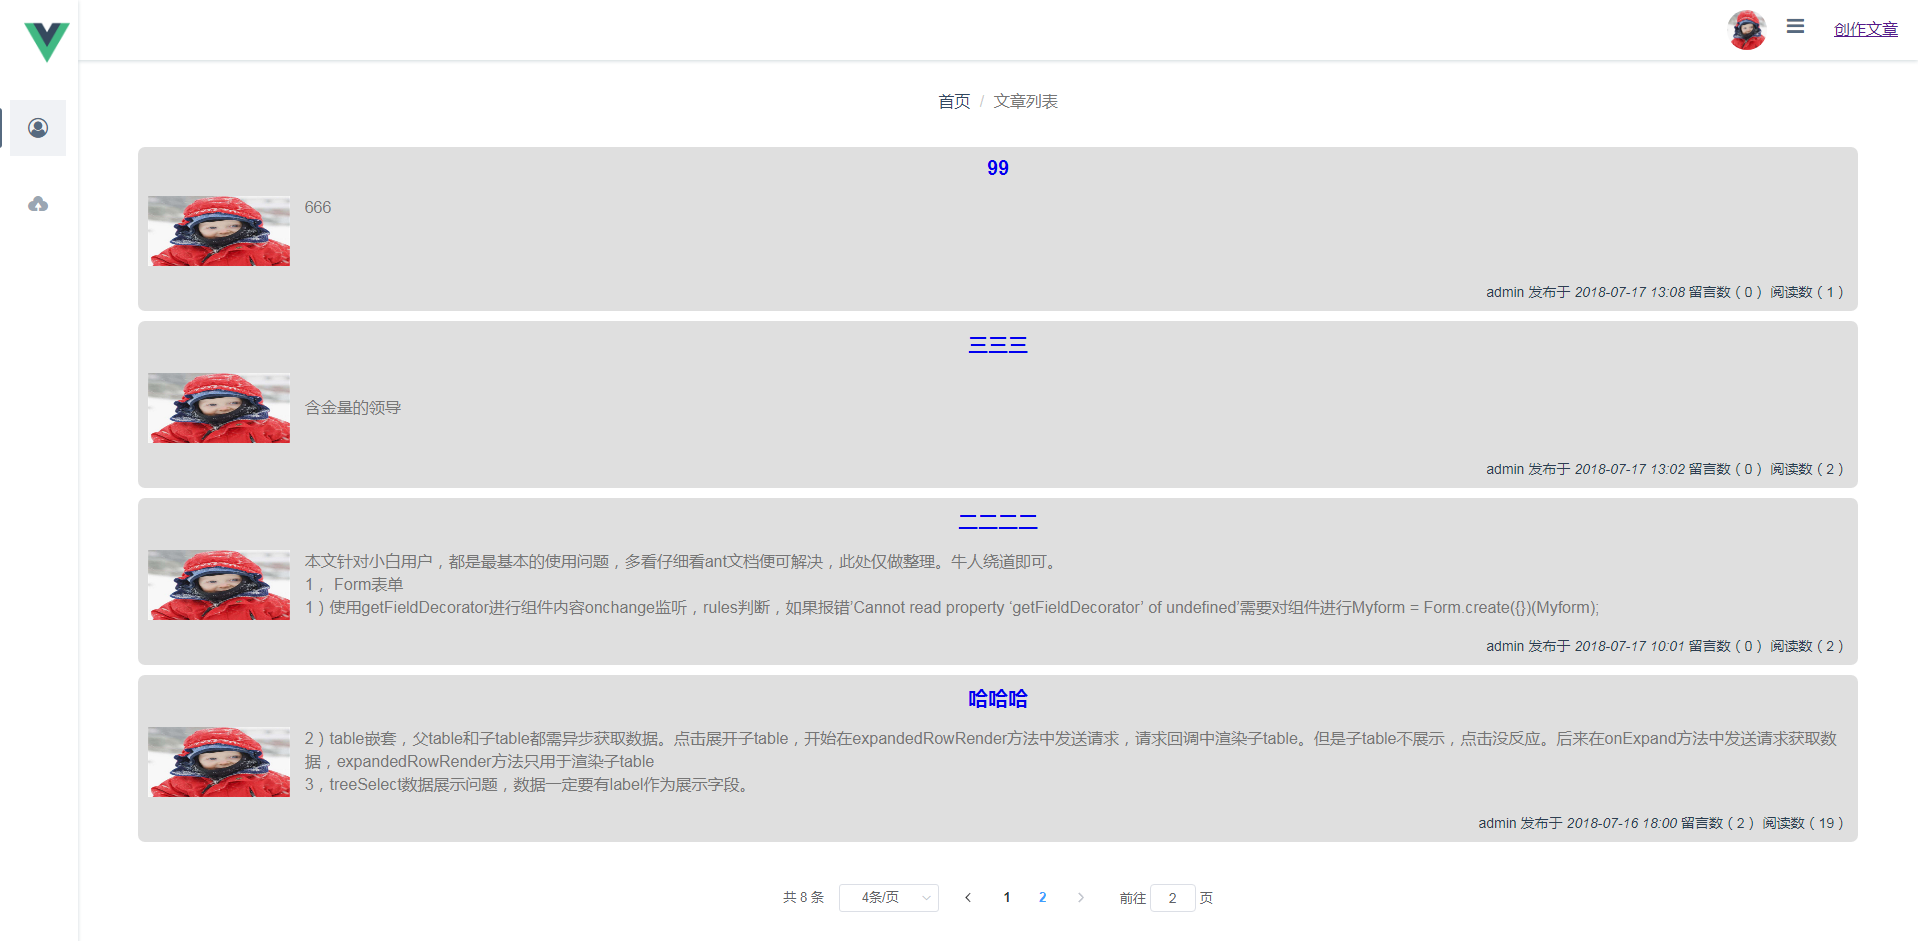 创作文章
首页 / 文章列表
99
666
admin 发布于 2018-07-17 13:08 留言数 ( 0 ) 阅读数 ( 1 )
三三三
含金量的领导
admin 发布于 2018-07-17 13:02 留言数 ( 0 ) 阅读数 ( 2 )
二二二二
本文针对小白用户，都是最基本的使用问题，多看仔细看ant文档便可解决，此处仅做整理。牛人绕道即可。
1， Form表单
1 ) 使用getFieldDecorator进行组件内容onchange监听，rules判断，如果报错’Cannot read property ‘getFieldDecorator’ of undefined’需要对组件进行Myform = Form.create({})(Myform);
admin 发布于 2018-07-17 10:01 留言数 ( 0 ) 阅读数 ( 2 )
哈哈哈
2 ) table嵌套，父table和子table都需异步获取数据。点击展开子table，开始在expandedRowRender方法中发送请求，请求回调中渲染子table。但是子table不展示，点击没反应。后来在onExpand方法中发送请求获取数
据，expandedRowRender方法只用于渲染子table
3，treeSelect数据展示问题，数据一定要有label作为展示字段。
admin 发布于 2018-07-16 18:00 留言数 ( 2 ) 阅读数 ( 19 )
共 8 条 4条/页 1 2 前往 2 页